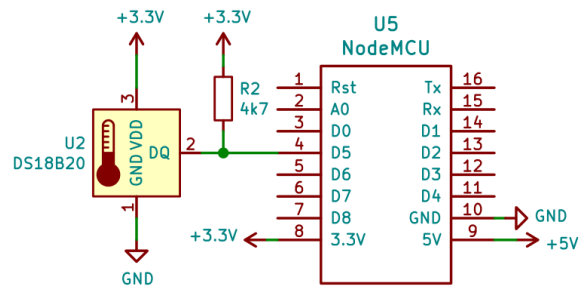 +3.3V
+3.3V
U5
NodeMCU
3
U2
DS18B20
GND VDD
DQ
2
1
GND
R2
4k7
1 Rst Tx 16
2 A0 Rx 15
3 D0 D1 14
4 D5 D2 13
5 D6 D3 12
6 D7 D4 11
7 D8 GND 10 GND
+3.3V 8 3.3V 5V 9 +5V